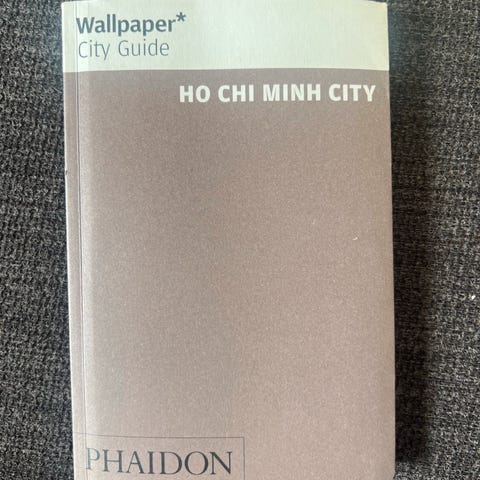 Wallpaper*
City Guide
HO CHI MINH CITY
PHAIDON